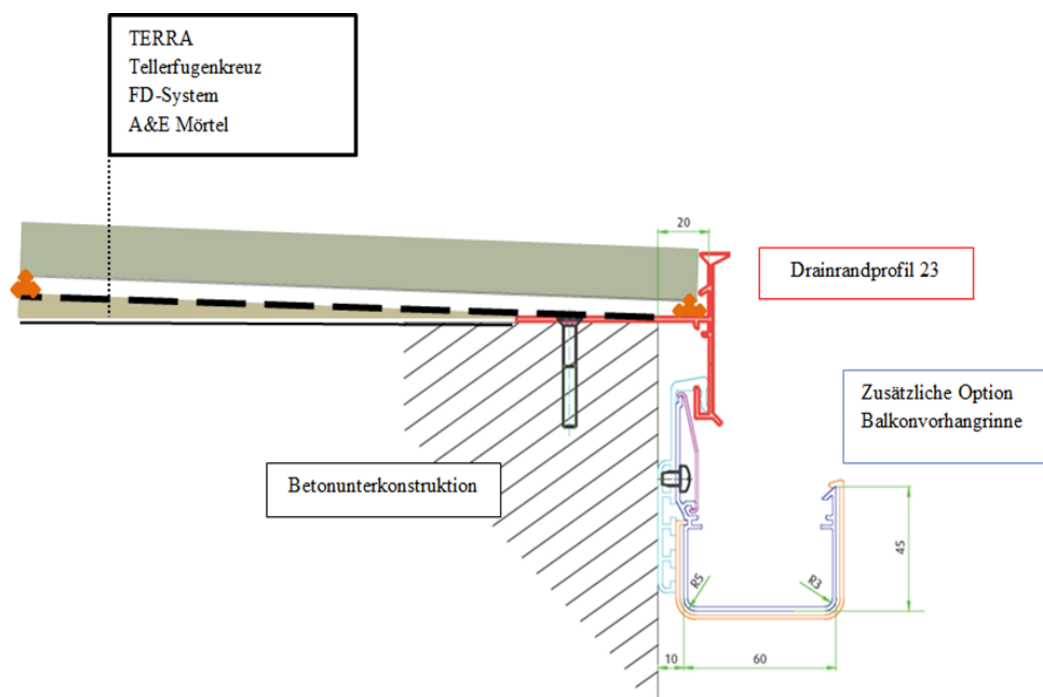 TERRA
Tellerfugenkreuz
FD-System
A&E Mörtel
20
Drainrandprofil 23
Zusätzliche Option
Balkonvorhangrinne
Betonunterkonstruktion
45
R5
R3
10
60